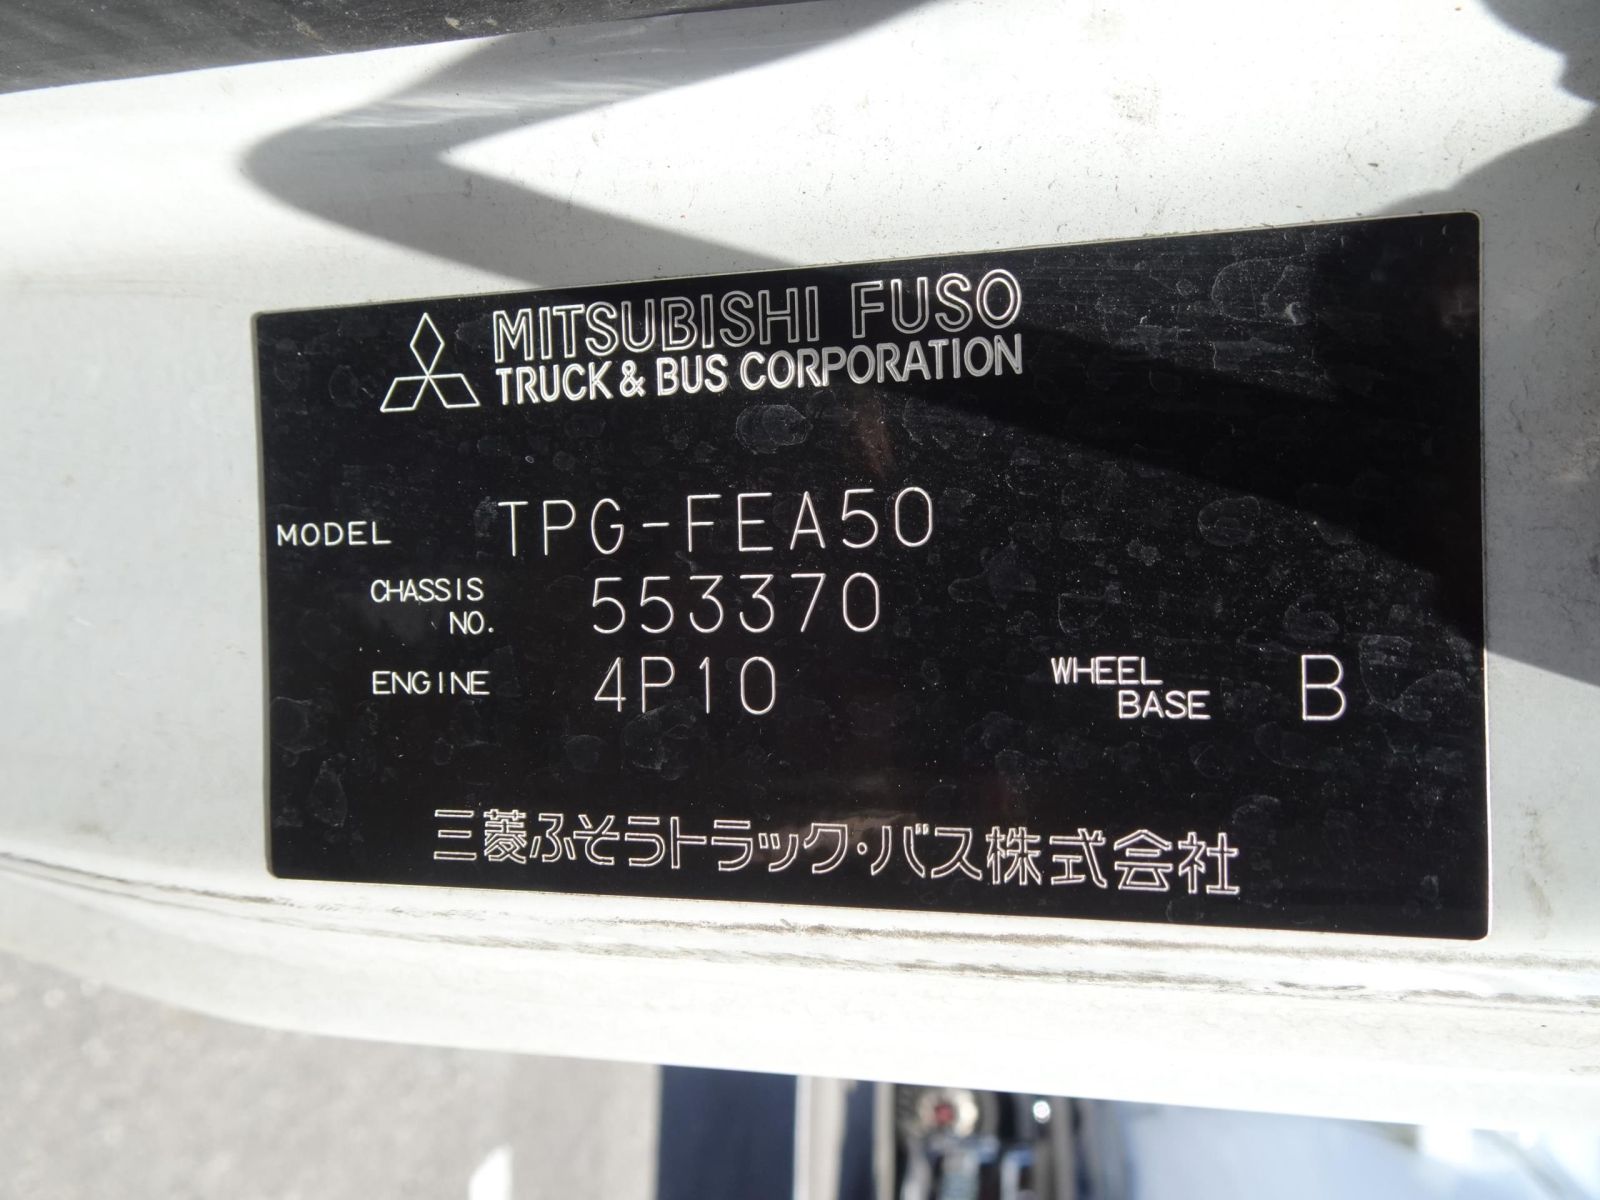 MITSUBISHI FUSO
TRUCK & BUS CORPORATION
MODEL TPG-FEA50
CHASSIS NO. 553370
ENGINE 4P10 WHEEL BASE B
三菱ふそうトラック・バス株式会社